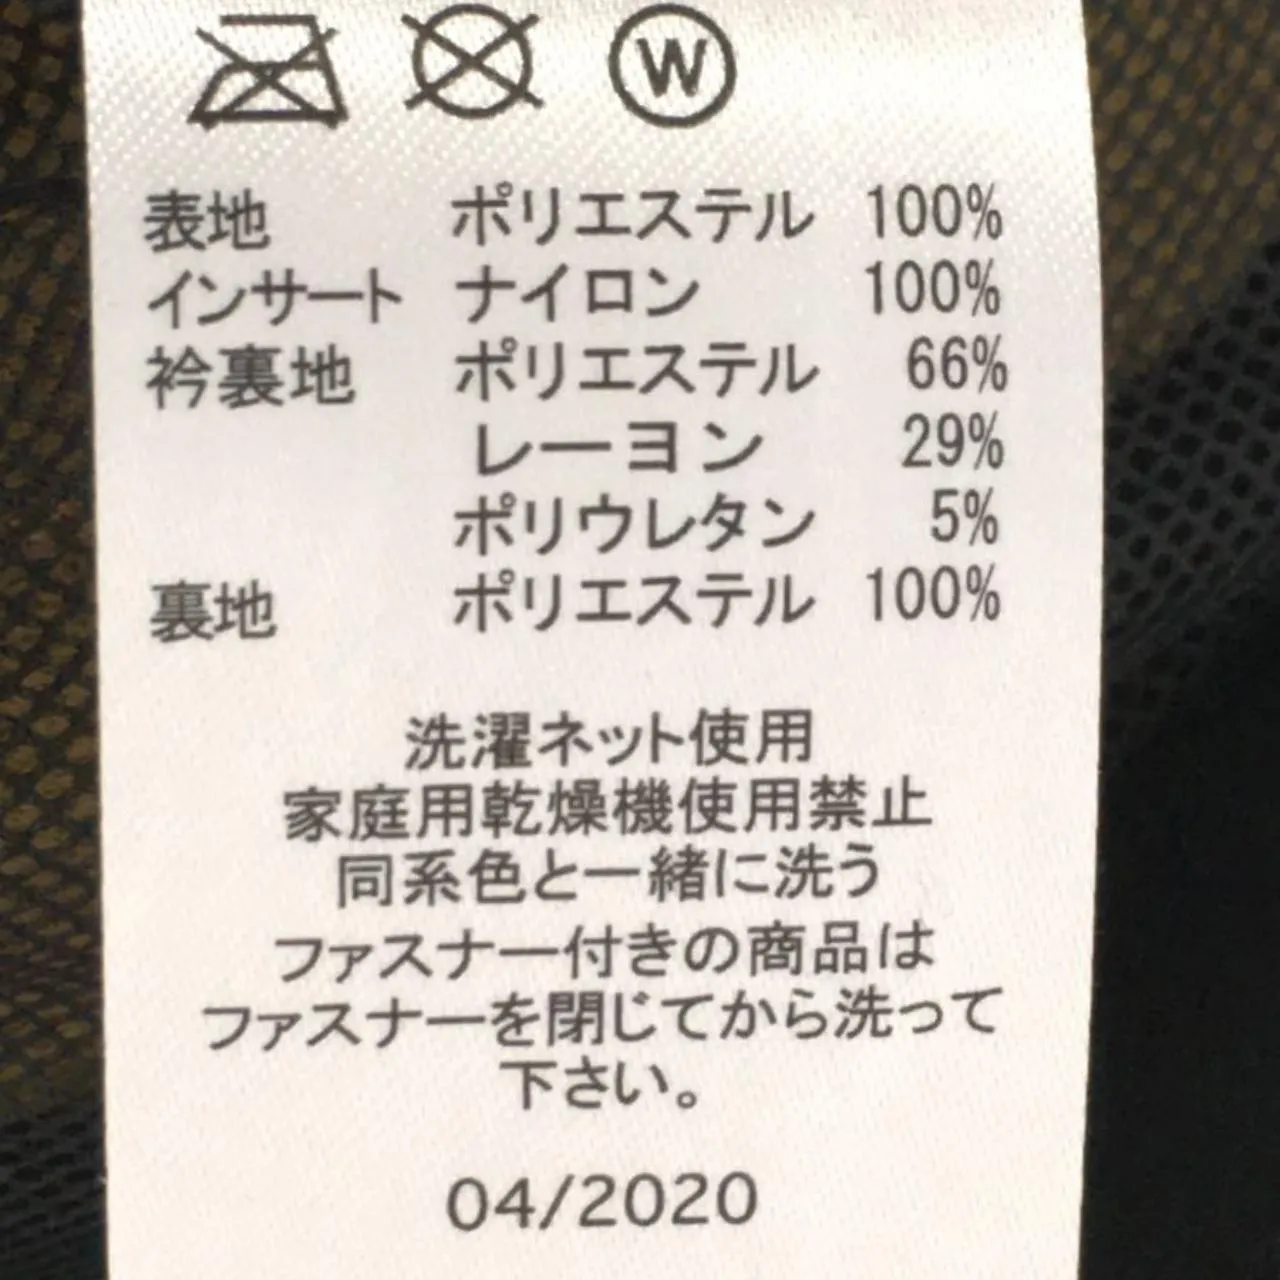 W
表地 ポリエステル 100%
インサート ナイロン 100%
衿裏地 ポリエステル 66%
レーヨン 29%
ポリウレタン 5%
裏地 ポリエステル 100%
洗濯ネット使用
家庭用乾燥機使用禁止
同系色と一緒に洗う
ファスナー付きの商品は
ファスナーを閉じてから洗って
下さい。
04/2020